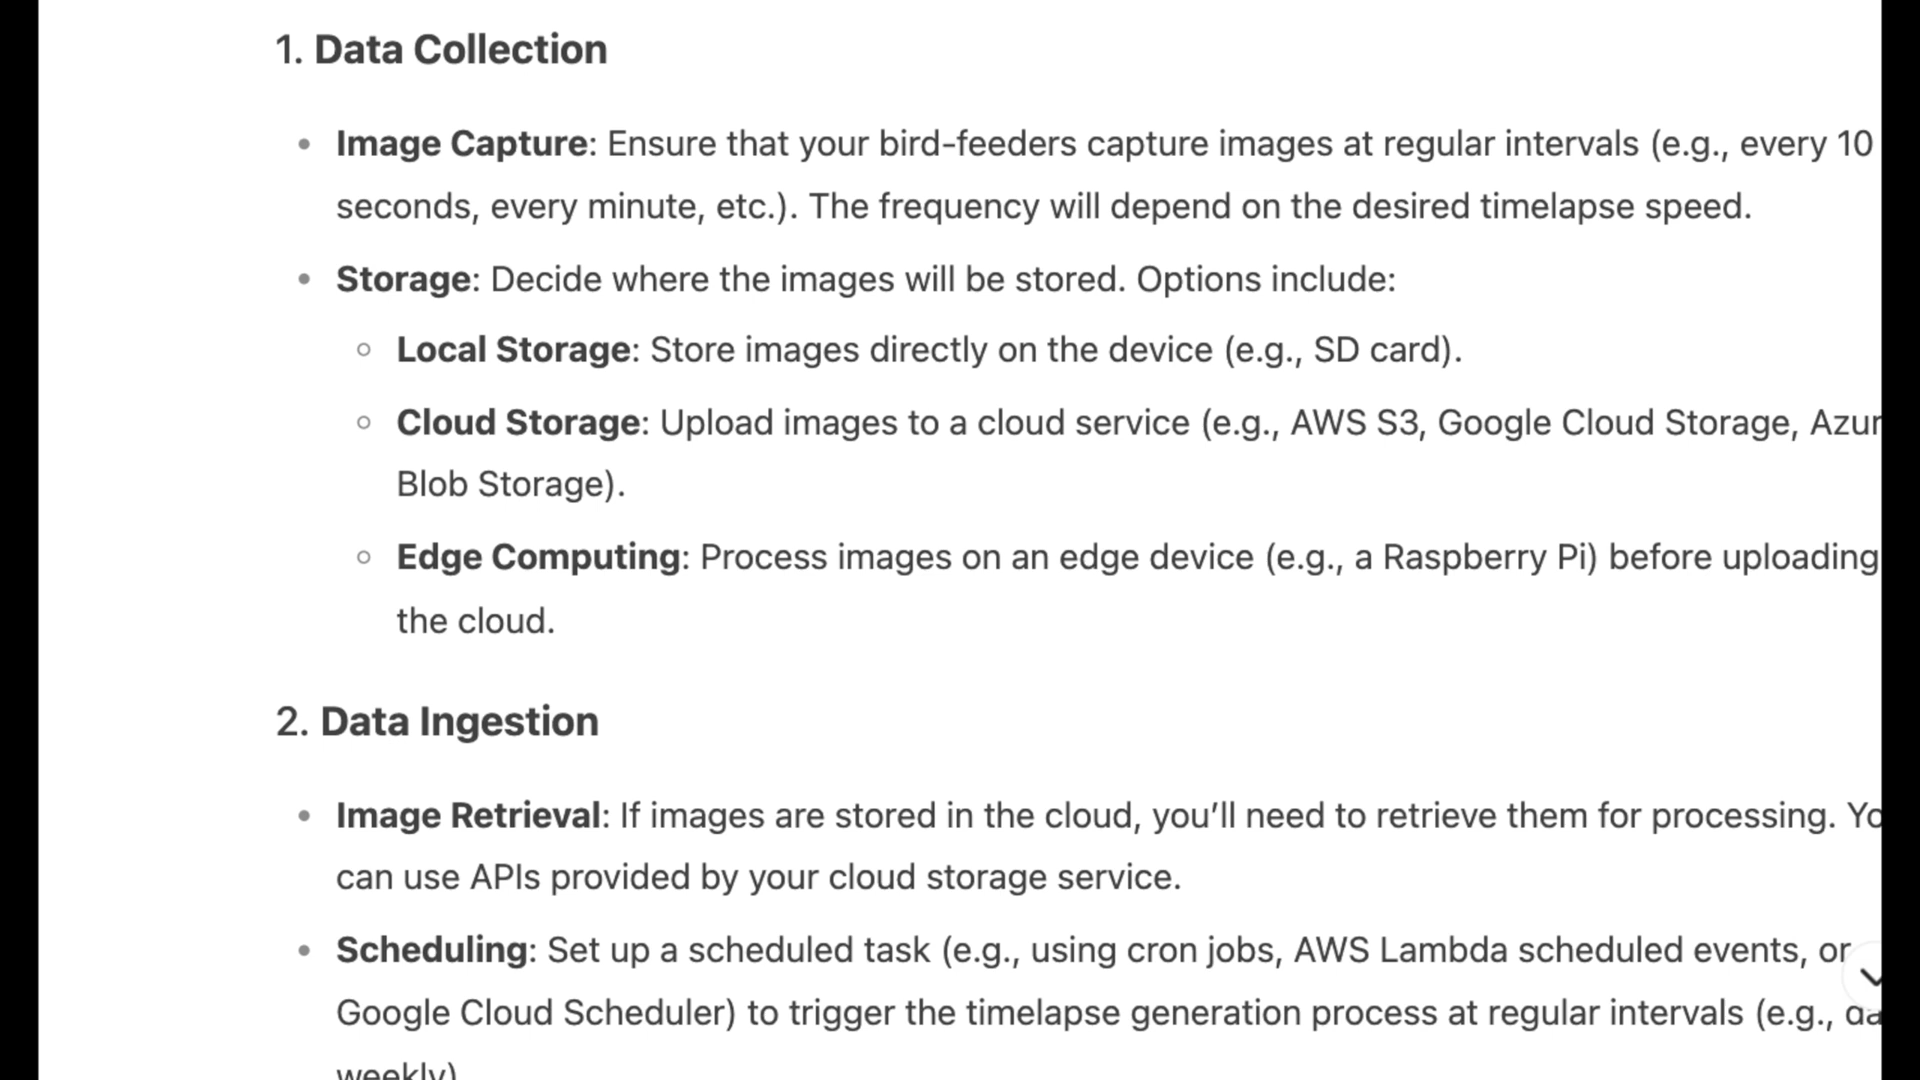 1. Data Collection
• Image Capture: Ensure that your bird-feeders capture images at regular intervals (e.g., every 10
seconds, every minute, etc.). The frequency will depend on the desired timelapse speed.
• Storage: Decide where the images will be stored. Options include:
◦ Local Storage: Store images directly on the device (e.g., SD card).
◦ Cloud Storage: Upload images to a cloud service (e.g., AWS S3, Google Cloud Storage, Azur
Blob Storage).
◦ Edge Computing: Process images on an edge device (e.g., a Raspberry Pi) before uploading
the cloud.
2. Data Ingestion
• Image Retrieval: If images are stored in the cloud, you’ll need to retrieve them for processing. Yo
can use APIs provided by your cloud storage service.
• Scheduling: Set up a scheduled task (e.g., using cron jobs, AWS Lambda scheduled events, or
Google Cloud Scheduler) to trigger the timelapse generation process at regular intervals (e.g., da
weekly)